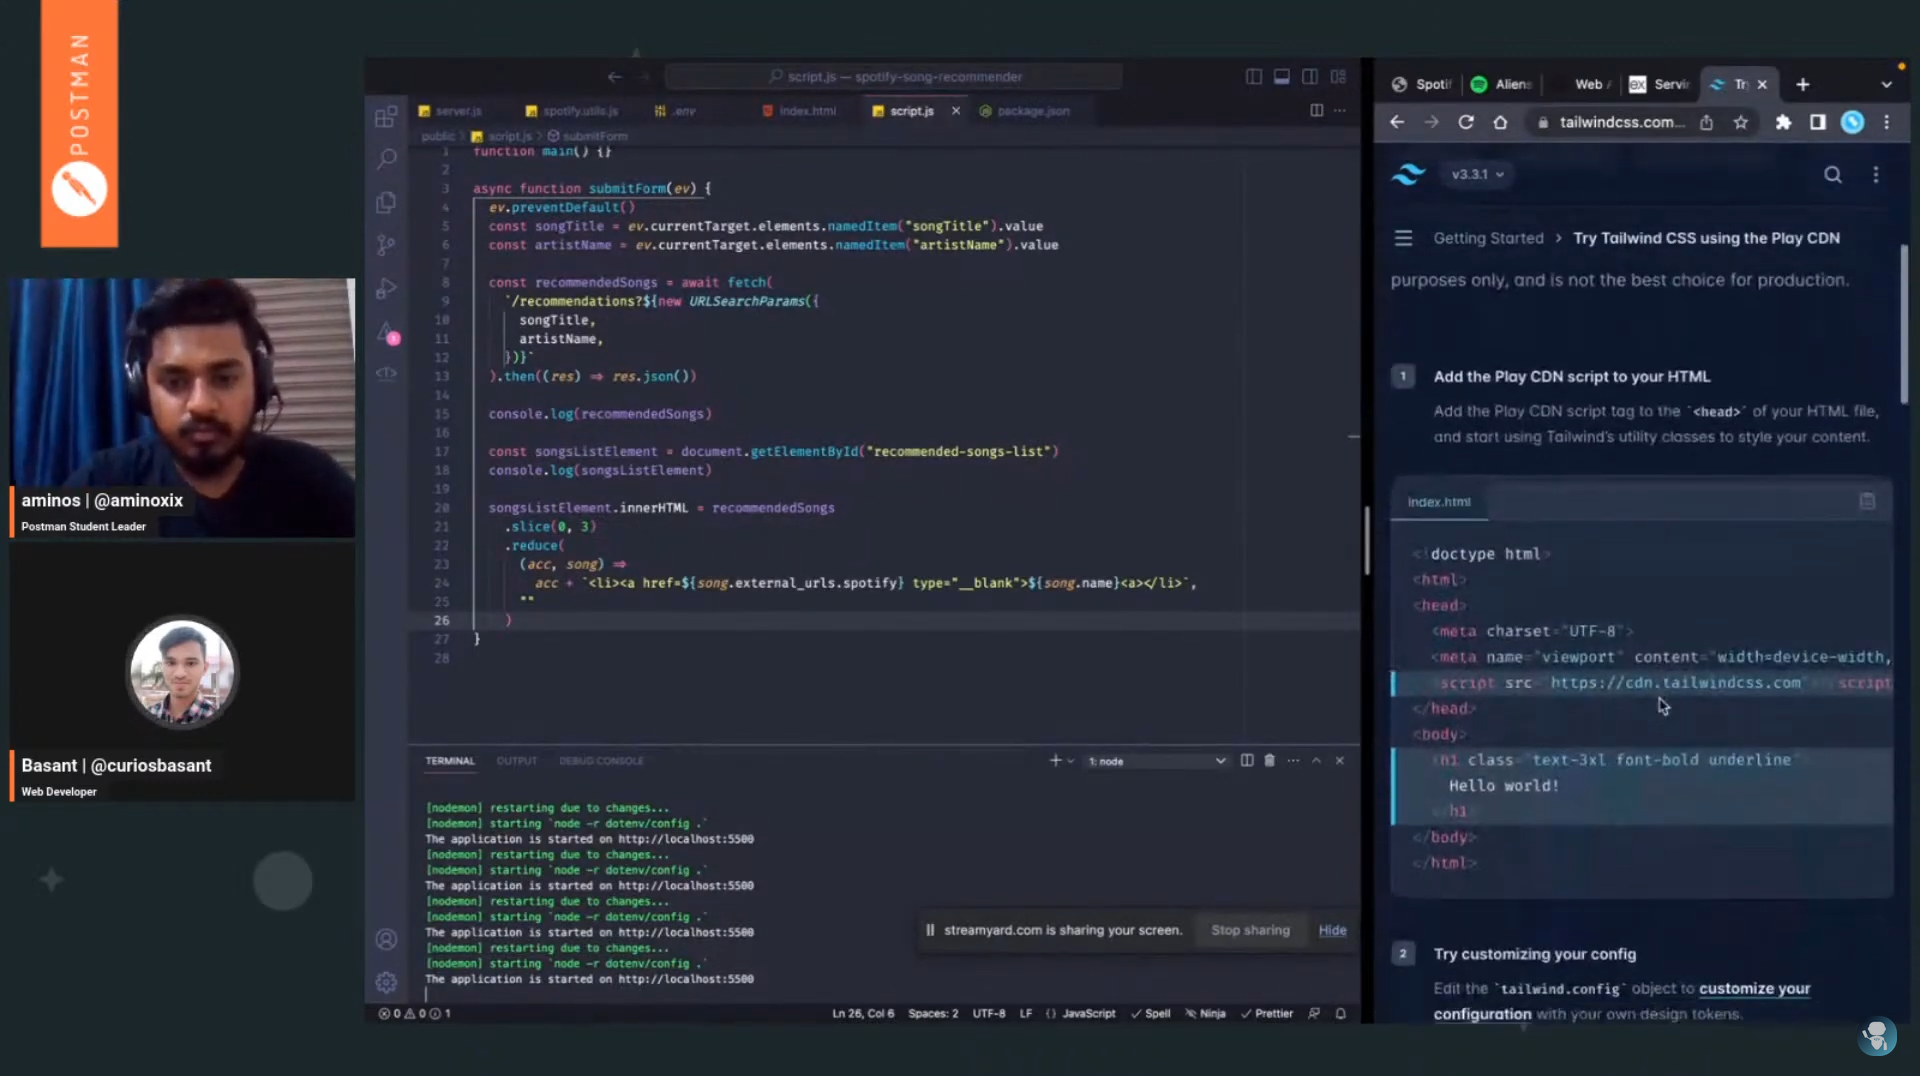 POSTMAN
aminos | @aminoxix
Postman Student Leader
Basant | @curiosbasant
Web Developer
script.js — spotify-song-recommender
server.js
spotify.utils.js
.env
index.html
script.js
package.json
public > script.js > submitForm
1 function main() {}
2
3 async function submitForm(ev) {
4 ev.preventDefault()
5 const songTitle = ev.currentTarget.elements.namedItem("songTitle").value
6 const artistName = ev.currentTarget.elements.namedItem("artistName").value
7
8 const recommendedSongs = await fetch(
9 `/recommendations?${new URLSearchParams({
10 songTitle,
11 artistName,
12 })}`
13 ).then((res) ⇒ res.json())
14
15 console.log(recommendedSongs)
16
17 const songsListElement = document.getElementById("recommended-songs-list")
18 console.log(songsListElement)
19
20 songsListElement.innerHTML = recommendedSongs
21 .slice(0, 3)
22 .reduce(
23 (acc, song) ⇒
24 acc + `<li><a href=${song.external_urls.spotify} type="__blank">${song.name}<a></li>`,
25 ""
26 )
27 }
28
TERMINAL OUTPUT DEBUG CONSOLE
1: node
[nodemon] restarting due to changes...
[nodemon] starting `node -r dotenv/config .`
The application is started on http://localhost:5500
[nodemon] restarting due to changes...
[nodemon] starting `node -r dotenv/config .`
The application is started on http://localhost:5500
[nodemon] restarting due to changes...
[nodemon] starting `node -r dotenv/config .`
The application is started on http://localhost:5500
[nodemon] restarting due to changes...
[nodemon] starting `node -r dotenv/config .`
The application is started on http://localhost:5500
streamyard.com is sharing your screen. Stop sharing Hide
0 0 1
Ln 26, Col 6 Spaces: 2 UTF-8 LF {} JavaScript Spell Ninja Prettier
Spoti
Aliens
Web
ex Servi
Tr
tailwindcss.com...
v3.3.1
Getting Started > Try Tailwind CSS using the Play CDN
purposes only, and is not the best choice for production.
1 Add the Play CDN script to your HTML
Add the Play CDN script tag to the `<head>` of your HTML file,
and start using Tailwind's utility classes to style your content.
index.html
<!doctype html>
<html>
<head>
<meta charset="UTF-8">
<meta name="viewport" content="width=device-width,
script src="https://cdn.tailwindcss.com" script
</head>
<body>
h1 class="text-3xl font-bold underline"
Hello world!
h1
</body>
</html>
2 Try customizing your config
Edit the `tailwind.config` object to customize your
configuration with your own design tokens.